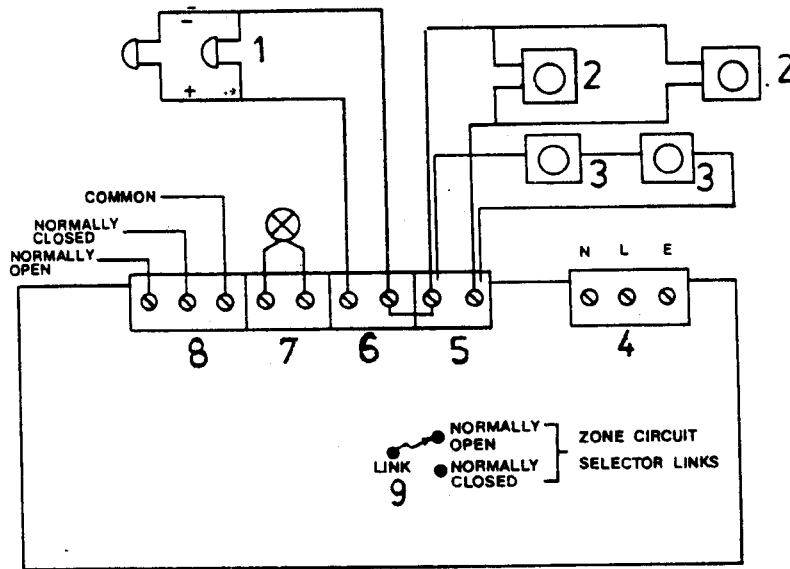 −
−
1
+
.+
2
. 2
3
3
COMMON
NORMALLY
CLOSED
NORMALLY
OPEN
N L E
8
7
6
5
4
NORMALLY
OPEN
LINK
NORMALLY
CLOSED
9
ZONE CIRCUIT
SELECTOR LINKS